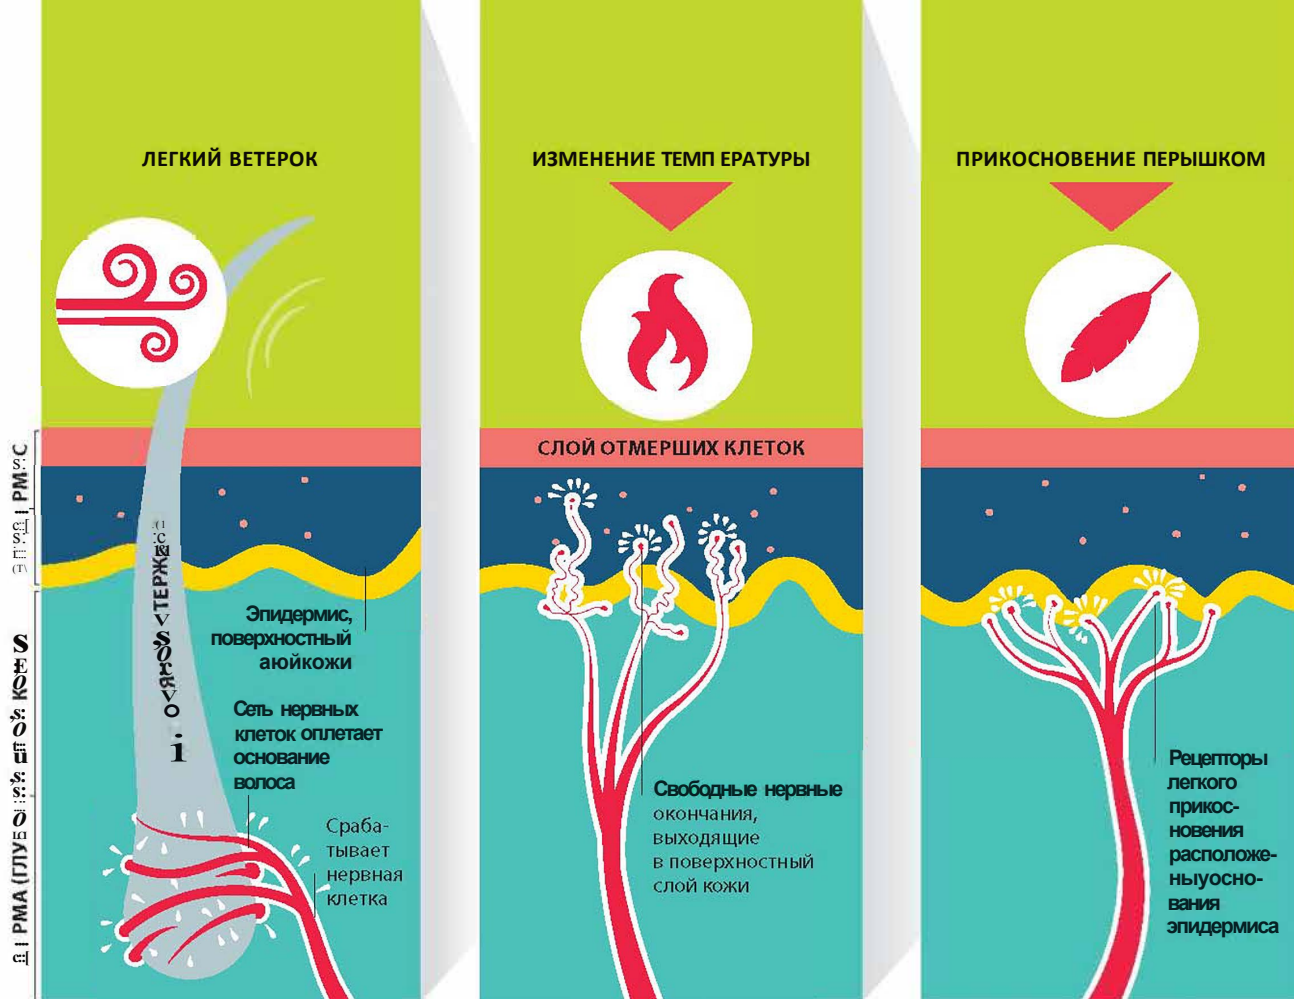 ЛЕГКИЙ ВЕТЕРОК
Эпидермис,
поверхностный
аюйкожи
Сеть нервных
клеток оплетает
основание
волоса
Сраба-
тывает
нервная
клетка
ИЗМЕНЕНИЕ ТЕМП ЕРАТУРЫ
СЛОЙ ОТМЕРШИХ КЛЕТОК
Свободные нервные
окончания,
выходящие
в поверхностный
слой кожи
ПРИКОСНОВЕНИЕ ПЕРЫШКОМ
Рецепторы
легкого
прикос-
новения
расположе-
ныуосно-
вания
эпидермиса